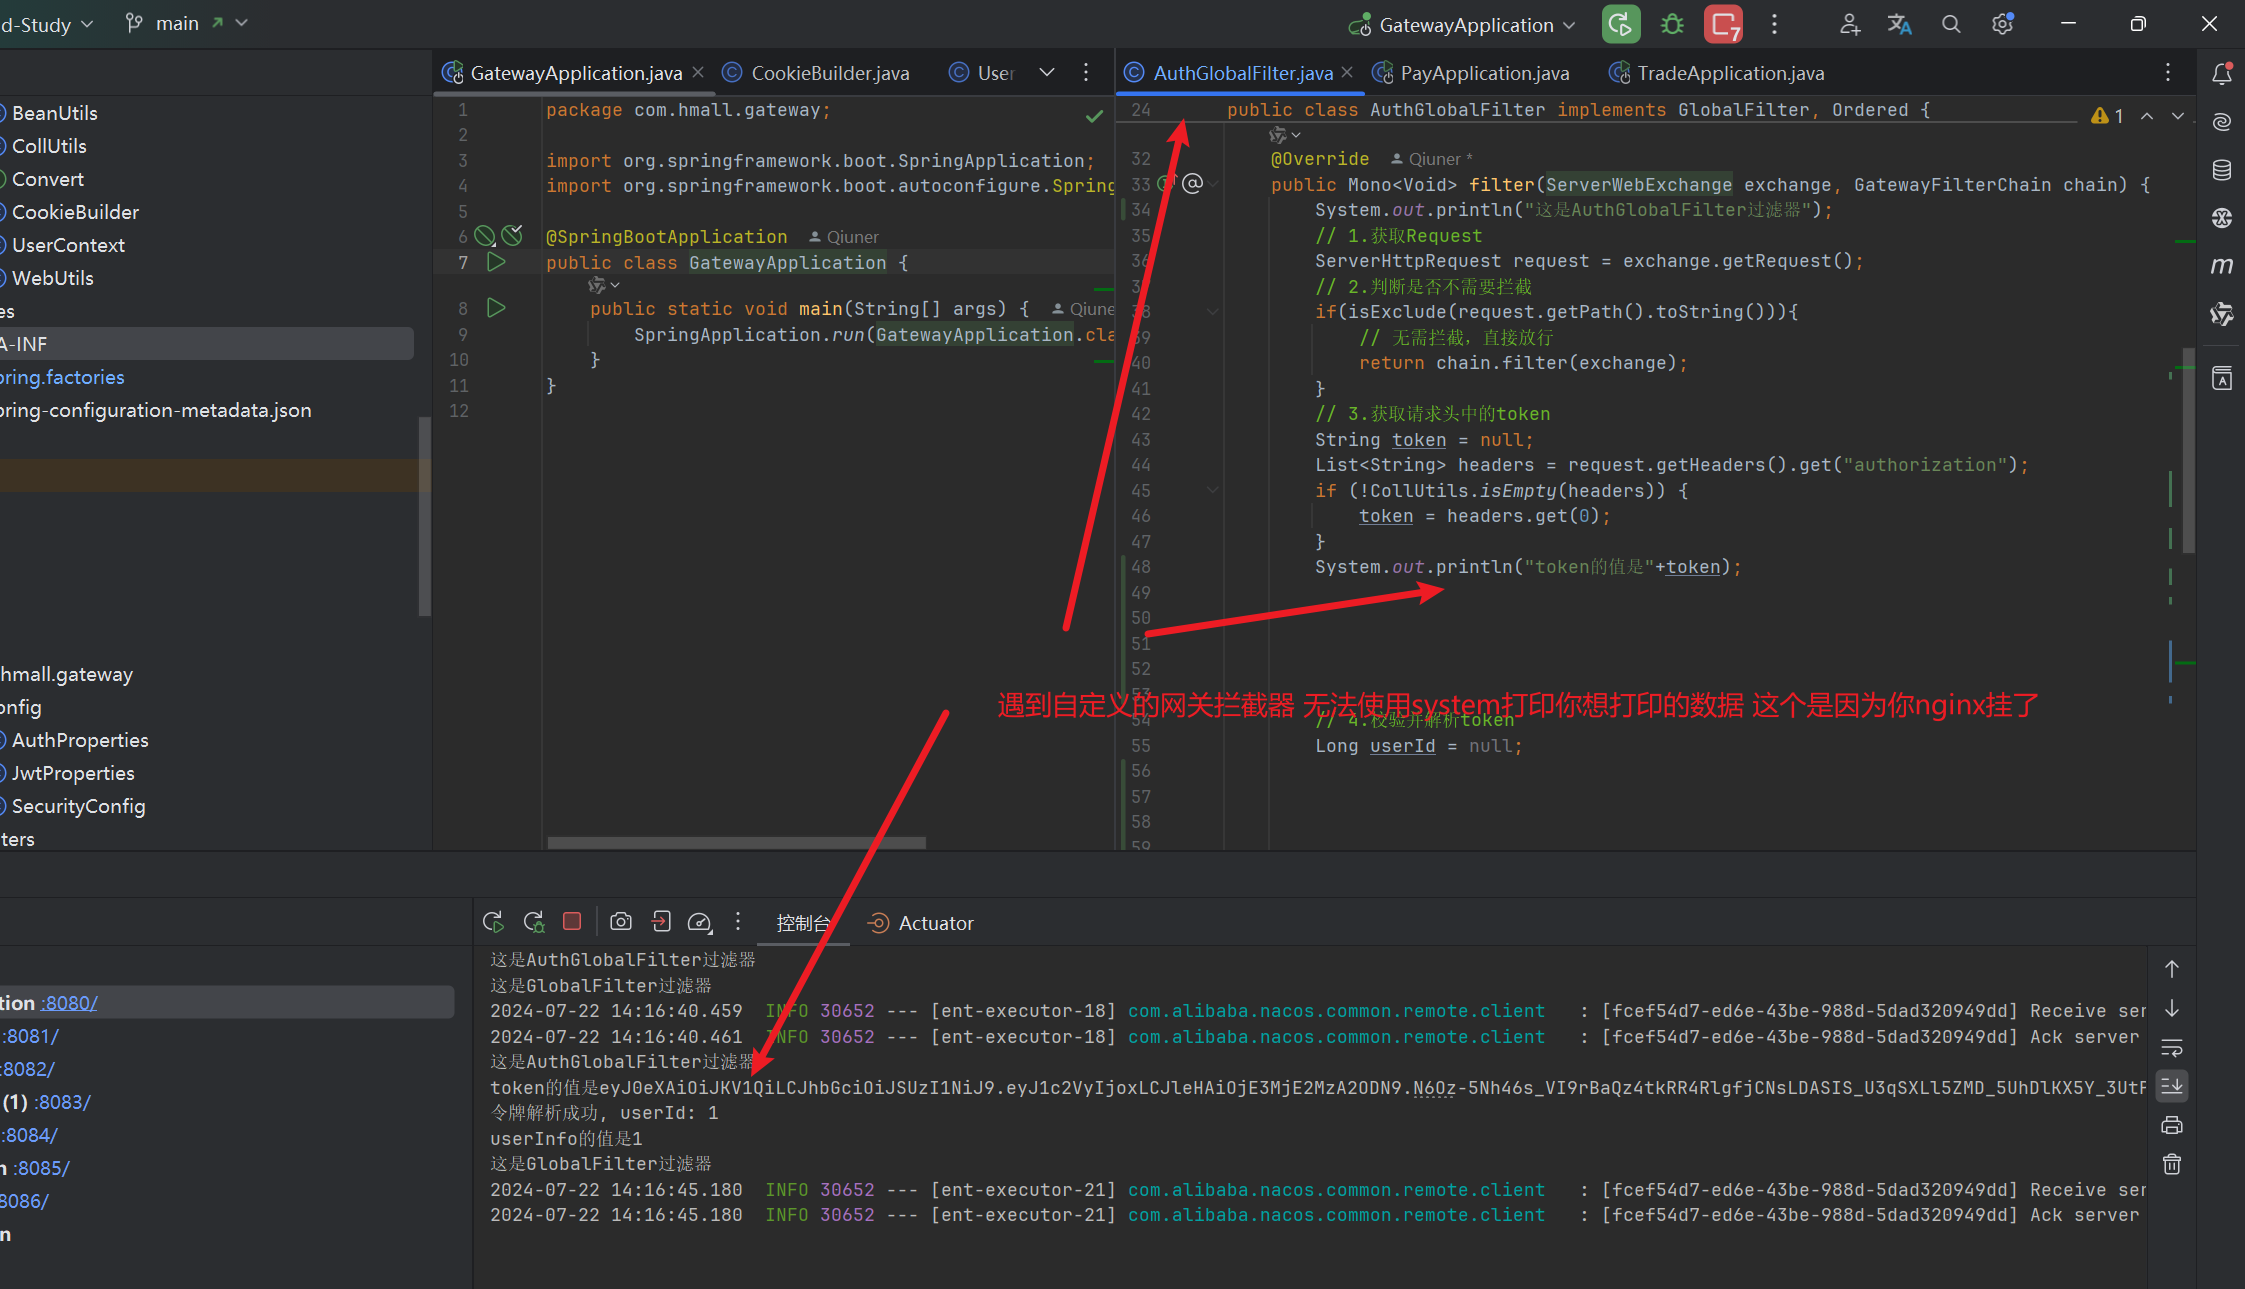 d-Study
main
GatewayApplication
7
BeanUtils
CollUtils
Convert
CookieBuilder
UserContext
WebUtils
es
A-INF
pring.factories
pring-configuration-metadata.json
hmall.gateway
onfig
AuthProperties
JwtProperties
SecurityConfig
ters
GatewayApplication.java
CookieBuilder.java
User
1 package com.hmall.gateway;
2
3 import org.springframework.boot.SpringApplication;
4 import org.springframework.boot.autoconfigure.Spring
5
6 @SpringBootApplication Qiuner
7 public class GatewayApplication {
8 public static void main(String[] args) { Qiune
9 SpringApplication.run(GatewayApplication.cla
10 }
11 }
12
AuthGlobalFilter.java
PayApplication.java
TradeApplication.java
24 public class AuthGlobalFilter implements GlobalFilter, Ordered {
1
32 @Override Qiuner *
33 public Mono<Void> filter(ServerWebExchange exchange, GatewayFilterChain chain) {
34 System.out.println("这是AuthGlobalFilter过滤器");
35 // 1.获取Request
36 ServerHttpRequest request = exchange.getRequest();
37 // 2.判断是否不需要拦截
38 if(isExclude(request.getPath().toString())){
39 // 无需拦截，直接放行
40 return chain.filter(exchange);
41 }
42 // 3.获取请求头中的token
43 String token = null;
44 List<String> headers = request.getHeaders().get("authorization");
45 if (!CollUtils.isEmpty(headers)) {
46 token = headers.get(0);
47 }
48 System.out.println("token的值是"+token);
49
50
51
52
53
遇到自定义的网关拦截器 无法使用system打印你想打印的数据 这个是因为你nginx挂了
54 // 4.校验并解析token
55 Long userId = null;
56
57
58
59
控制台
Actuator
tion :8080/
:8081/
:8082/
(1) :8083/
:8084/
n :8085/
8086/
n
这是AuthGlobalFilter过滤器
这是GlobalFilter过滤器
2024-07-22 14:16:40.459 INFO 30652 --- [ent-executor-18] com.alibaba.nacos.common.remote.client : [fcef54d7-ed6e-43be-988d-5dad320949dd] Receive ser
2024-07-22 14:16:40.461 INFO 30652 --- [ent-executor-18] com.alibaba.nacos.common.remote.client : [fcef54d7-ed6e-43be-988d-5dad320949dd] Ack server
这是AuthGlobalFilter过滤器
token的值是eyJ0eXAiOiJKV1QiLCJhbGciOiJSUzI1NiJ9.eyJ1c2VyIjoxLCJleHAiOjE3MjE2MzA2ODN9.N6Oz-5Nh46s_VI9rBaQz4tkRR4RlgfjCNsLDASIS_U3qSXLl5ZMD_5UhDlKX5Y_3UtF
令牌解析成功, userId: 1
userInfo的值是1
这是GlobalFilter过滤器
2024-07-22 14:16:45.180 INFO 30652 --- [ent-executor-21] com.alibaba.nacos.common.remote.client : [fcef54d7-ed6e-43be-988d-5dad320949dd] Receive ser
2024-07-22 14:16:45.180 INFO 30652 --- [ent-executor-21] com.alibaba.nacos.common.remote.client : [fcef54d7-ed6e-43be-988d-5dad320949dd] Ack server